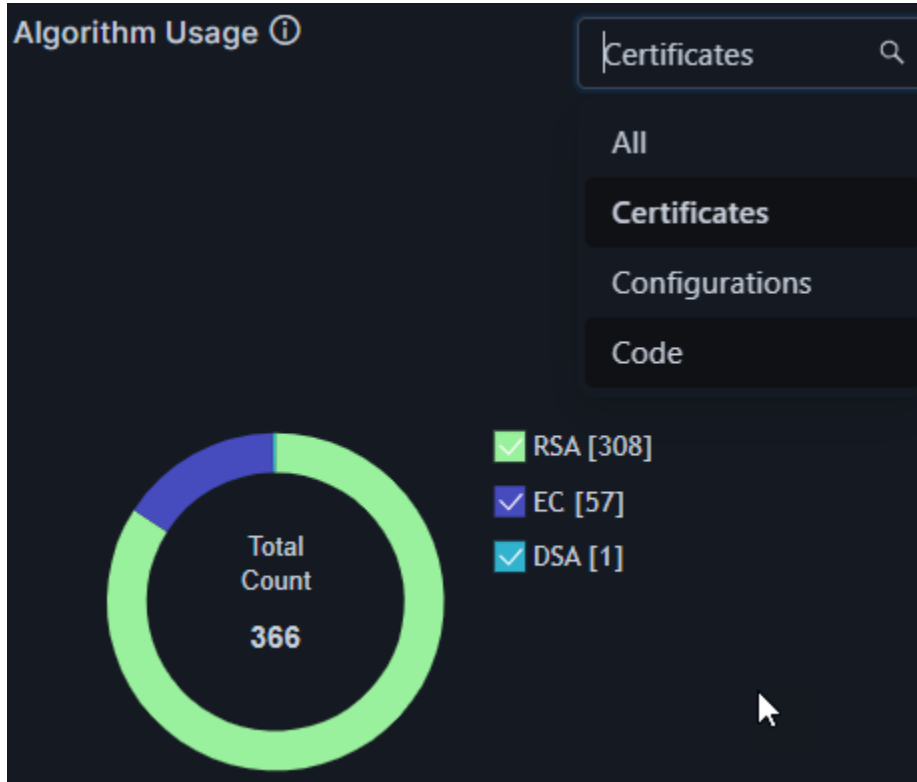 Algorithm Usage ⓘ
Certificates
All
Certificates
Configurations
Code
RSA [308]
EC [57]
DSA [1]
Total
Count
366